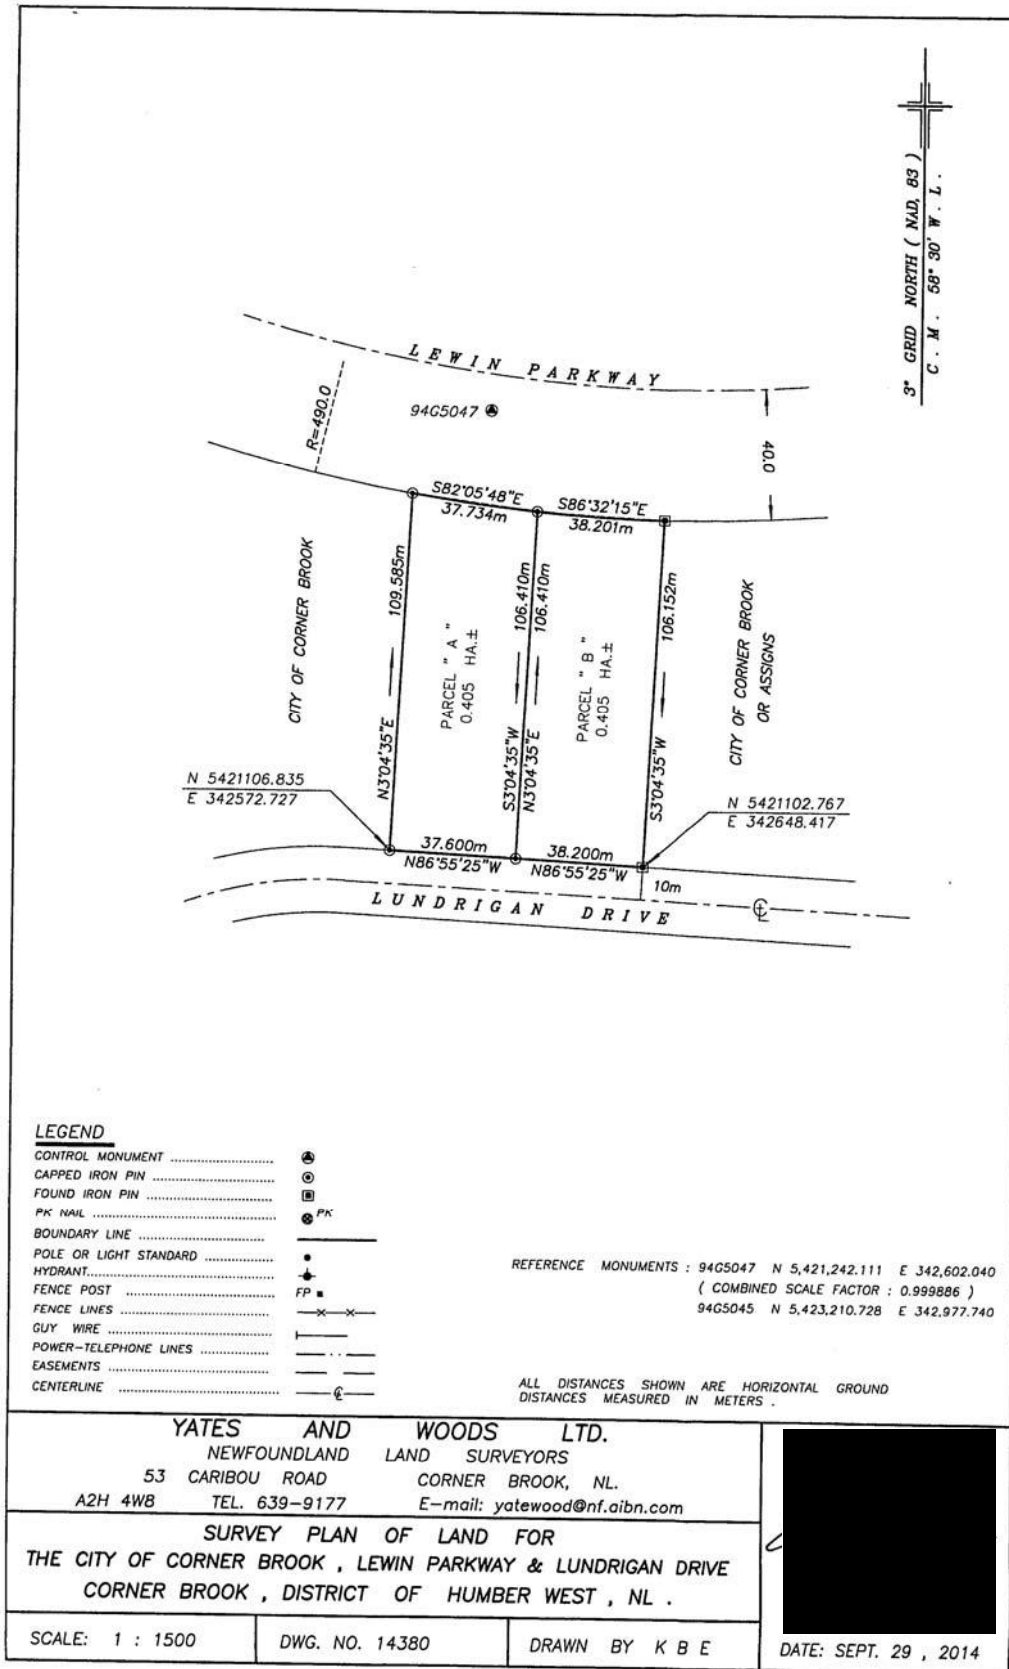 3° GRID NORTH ( NAD, 83 )
C . M . 58° 30' W . L .
LEWIN PARKWAY
R=490.0
94G5047
40.0
S82°05'48"E
37.734m
S86°32'15"E
38.201m
CITY OF CORNER BROOK
N3°04'35"E
109.585m
PARCEL " A "
0.405 HA.±
S3°04'35"W
106.410m
N3°04'35"E
106.410m
PARCEL " B "
0.405 HA.±
S3°04'35"W
106.152m
CITY OF CORNER BROOK
OR ASSIGNS
N 5421106.835
E 342572.727
N 5421102.767
E 342648.417
37.600m
N86°55'25"W
38.200m
N86°55'25"W
10m
LUNDRIGAN DRIVE
LEGEND
CONTROL MONUMENT
CAPPED IRON PIN
FOUND IRON PIN
PK NAIL PK
BOUNDARY LINE
POLE OR LIGHT STANDARD
HYDRANT
FENCE POST FP
FENCE LINES
GUY WIRE
POWER-TELEPHONE LINES
EASEMENTS
CENTERLINE
REFERENCE MONUMENTS : 94G5047 N 5,421,242.111 E 342,602.040
( COMBINED SCALE FACTOR : 0.999886 )
94G5045 N 5,423,210.728 E 342,977.740
ALL DISTANCES SHOWN ARE HORIZONTAL GROUND
DISTANCES MEASURED IN METERS .
YATES AND WOODS LTD.
NEWFOUNDLAND LAND SURVEYORS
53 CARIBOU ROAD CORNER BROOK, NL.
A2H 4W8 TEL. 639-9177 E-mail: yatewood@nf.aibn.com
SURVEY PLAN OF LAND FOR
THE CITY OF CORNER BROOK , LEWIN PARKWAY & LUNDRIGAN DRIVE
CORNER BROOK , DISTRICT OF HUMBER WEST , NL .
SCALE: 1 : 1500
DWG. NO. 14380
DRAWN BY K B E
DATE: SEPT. 29 , 2014